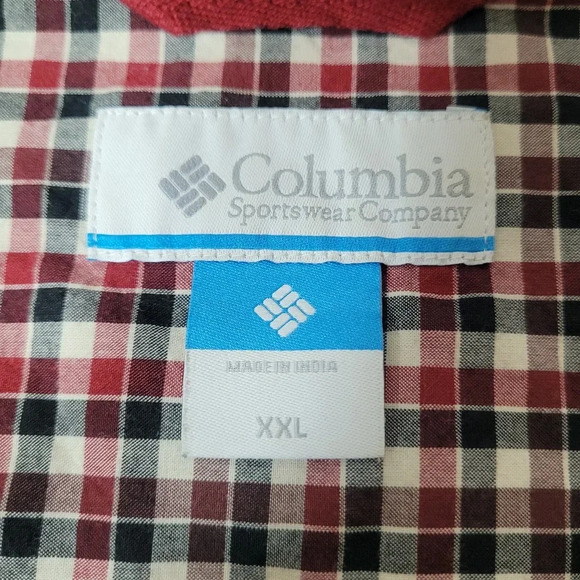 Columbia
Sportswear Company
MADE IN INDIA
XXL